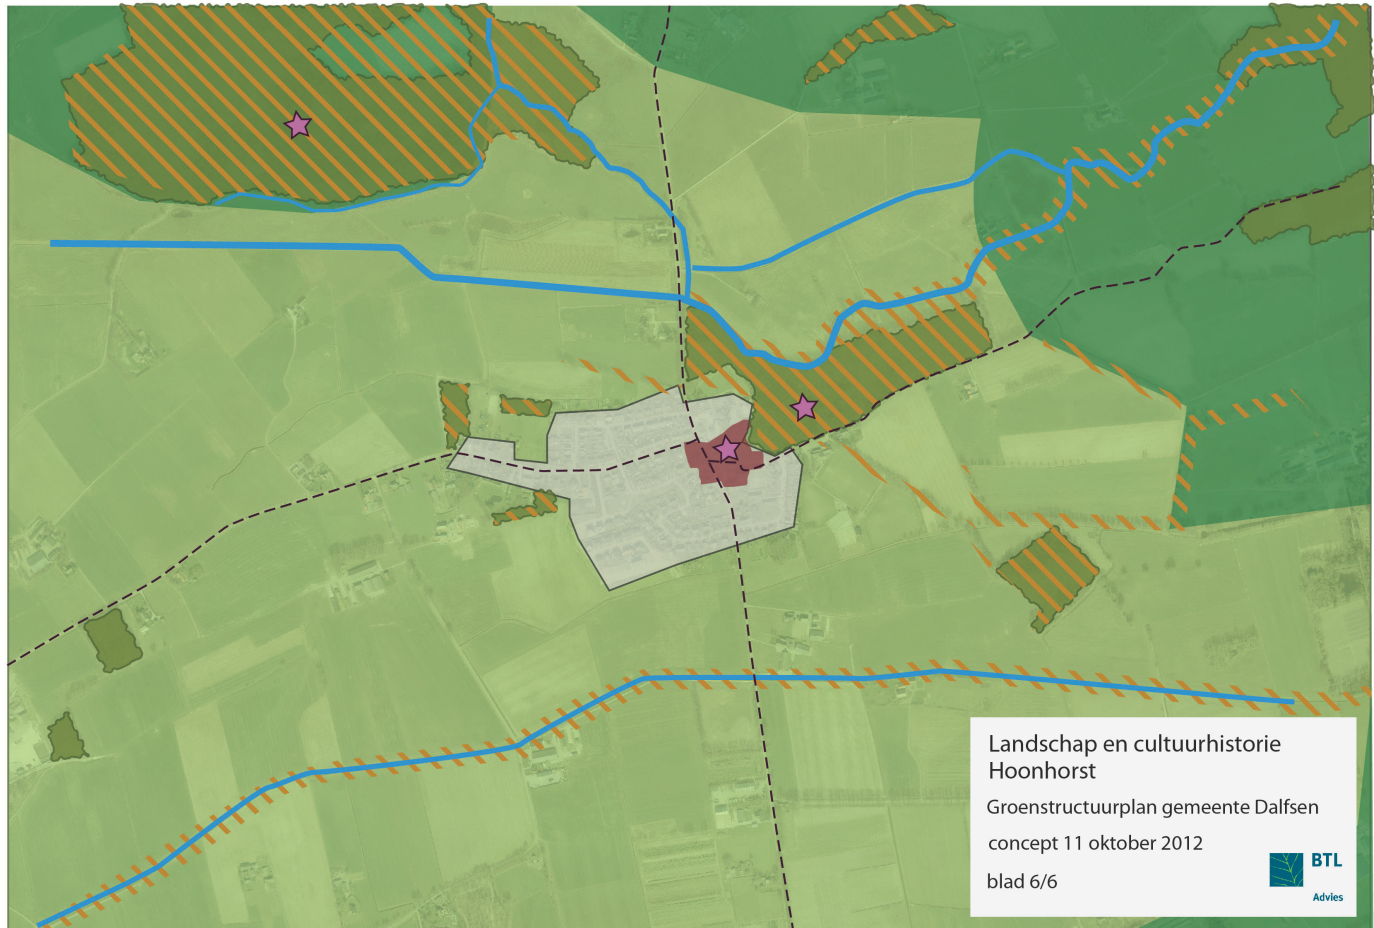 Landschap en cultuurhistorie
Hoonhorst
Groenstructuurplan gemeente Dalfsen
concept 11 oktober 2012
blad 6/6
BTL
Advies